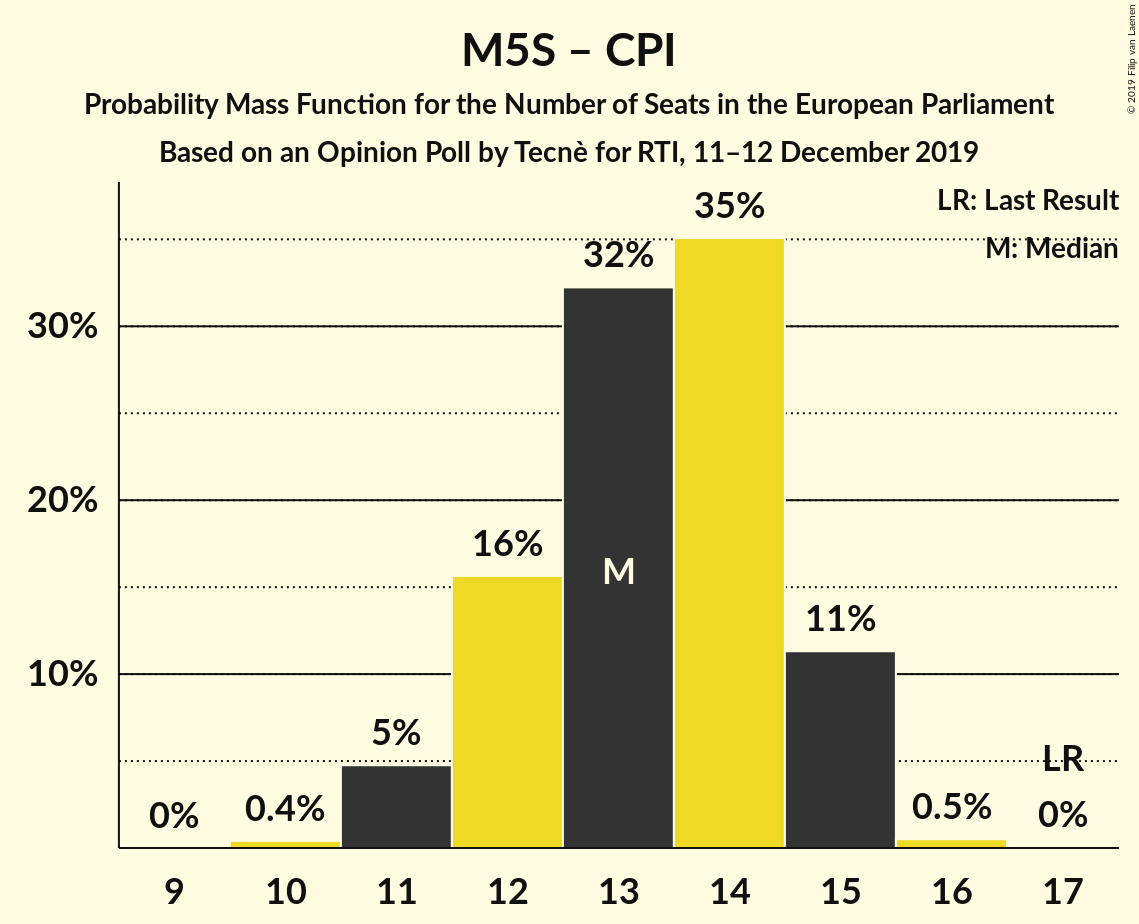 M5S – CPI
Probability Mass Function for the Number of Seats in the European Parliament
Based on an Opinion Poll by Tecnè for RTI, 11–12 December 2019
© 2019 Filip van Laenen
LR: Last Result
M: Median
35%
32%
30%
20%
16%
M
11%
10%
5%
LR
0%
0.4%
0.5%
0%
9 10 11 12 13 14 15 16 17